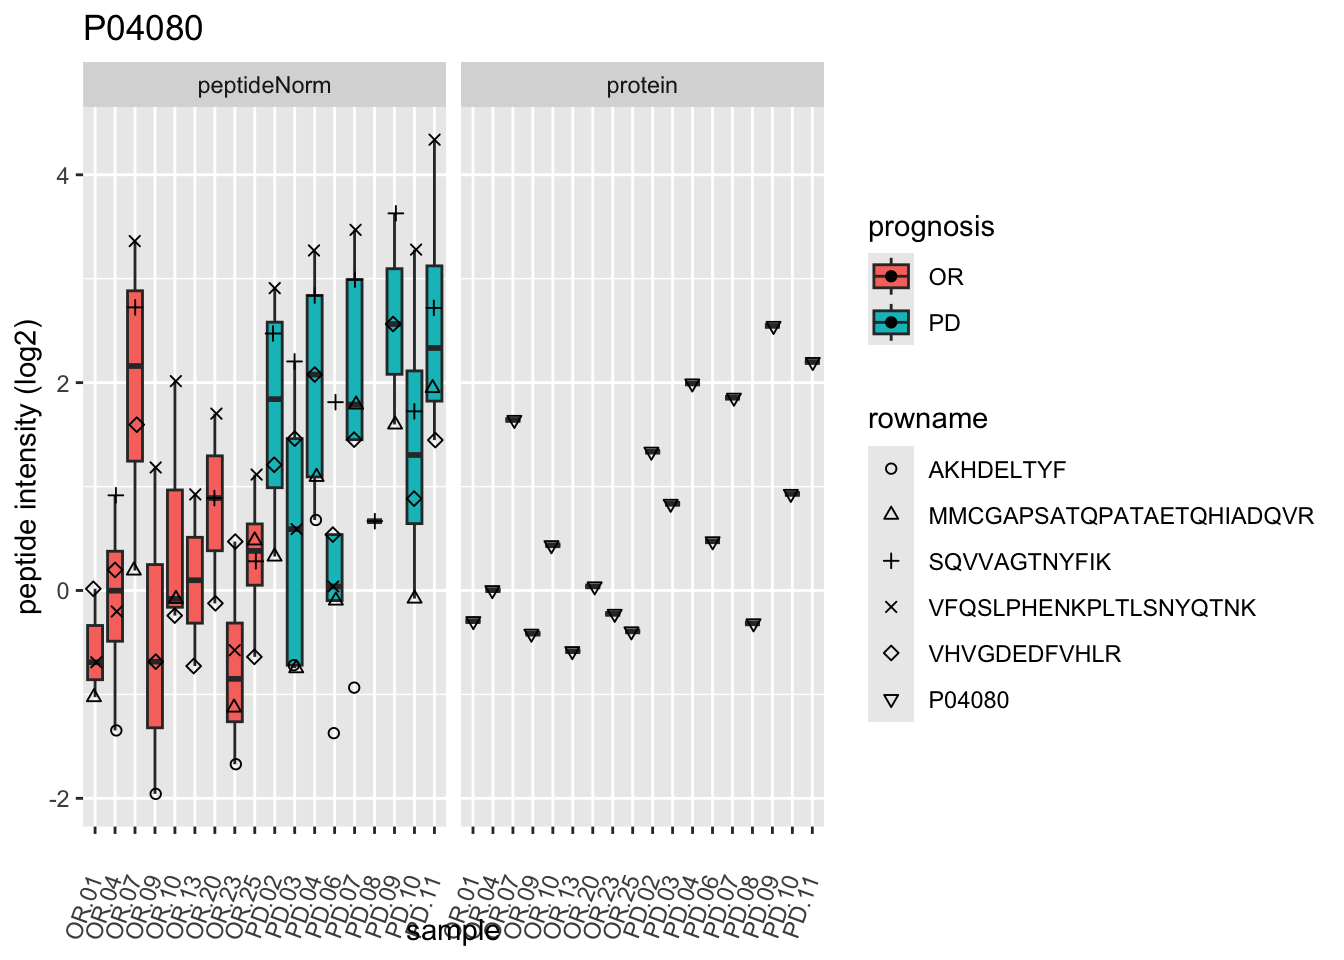 P04080
peptideNorm
protein
peptide intensity (log2)
4
2
0
-2
OR.01
OR.04
OR.07
OR.09
OR.10
OR.13
OR.20
OR.23
OR.25
PD.02
PD.03
PD.04
PD.06
PD.07
PD.08
PD.09
PD.10
PD.11
OR.01
OR.04
OR.07
OR.09
OR.10
OR.13
OR.20
OR.23
OR.25
PD.02
PD.03
PD.04
PD.06
PD.07
PD.08
PD.09
PD.10
PD.11
sample
prognosis
OR
PD
rowname
AKHDELTYF
MMCGAPSATQPATAETQHIADQVR
SQVVAGTNYFIK
VFQSLPHENKPLTLSNYQTNK
VHVGDEDFVHLR
P04080